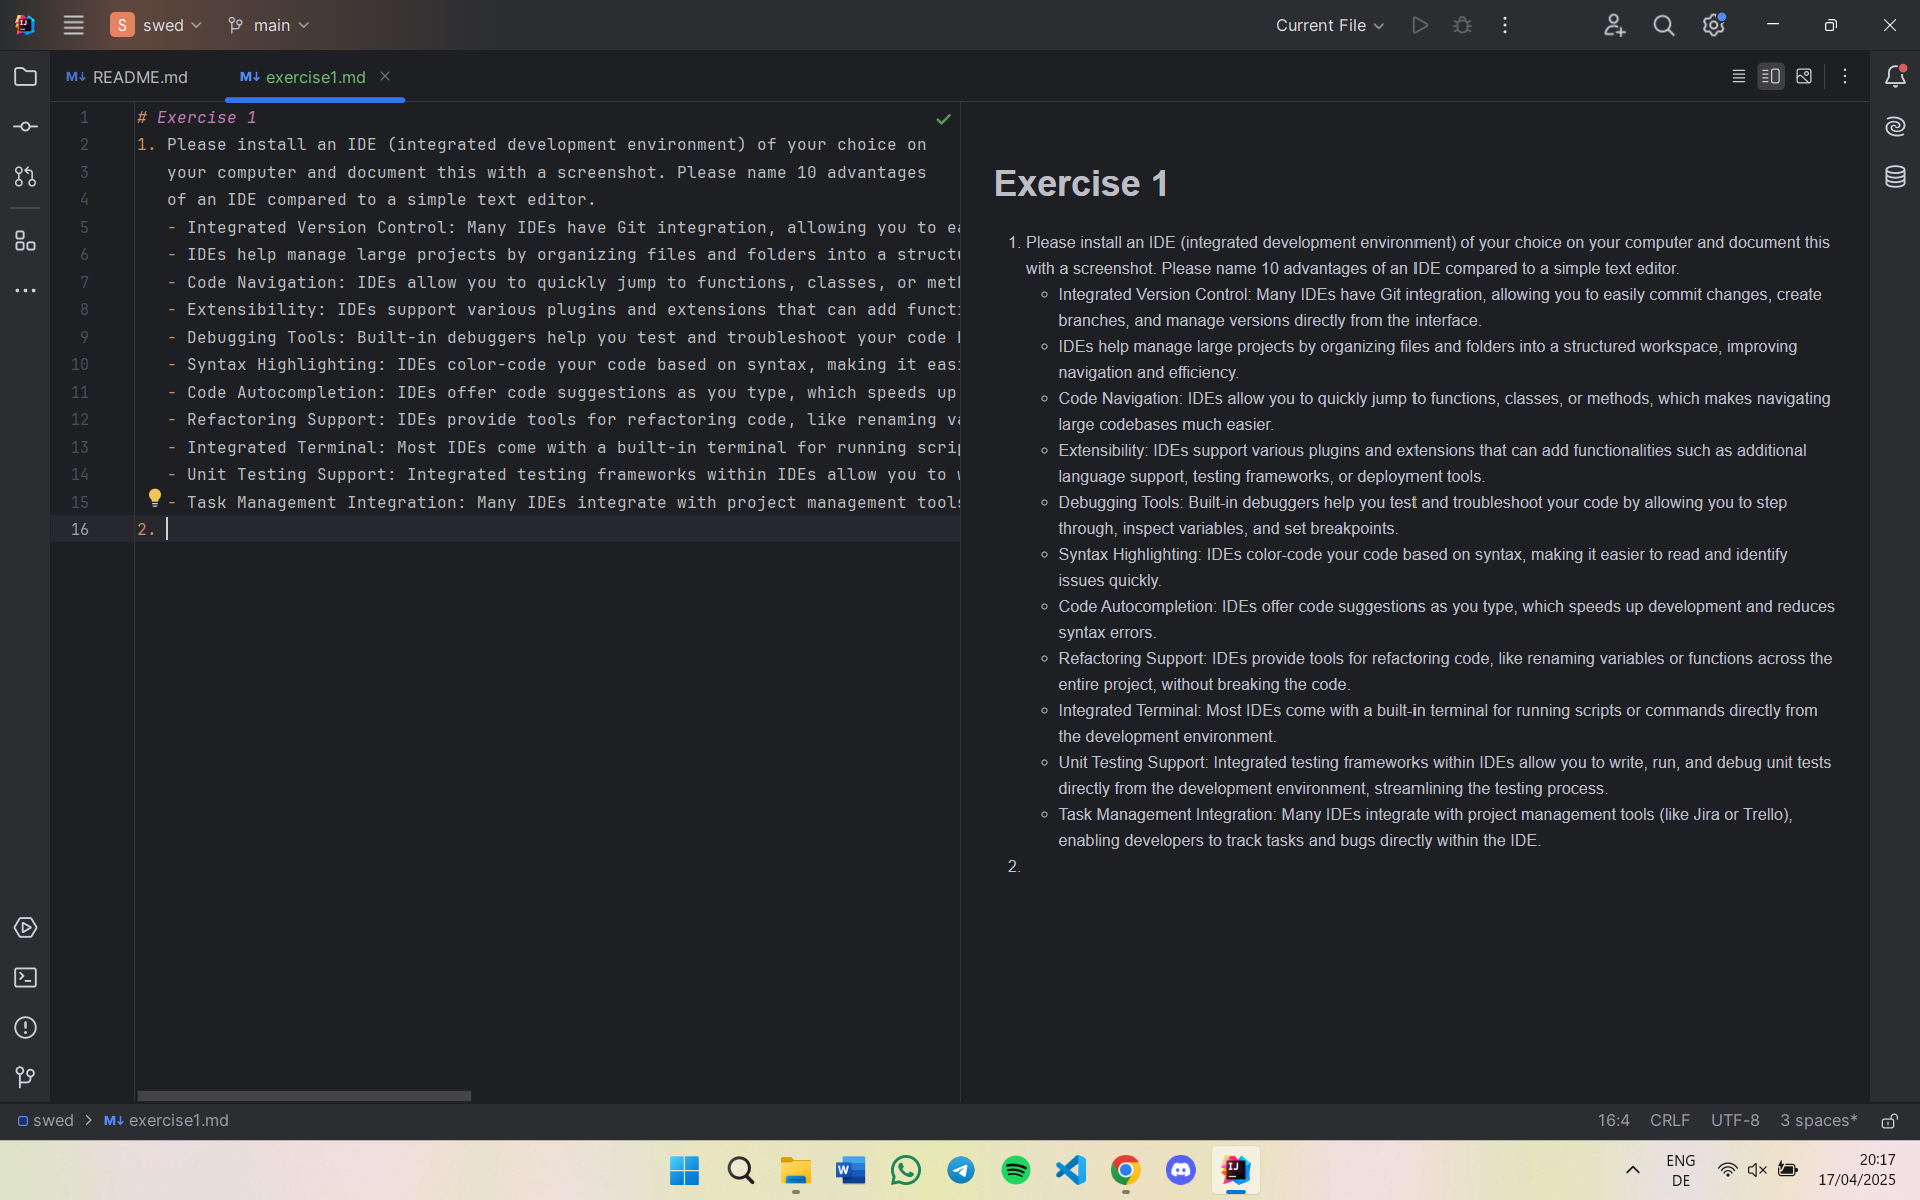 swed
main
Current File
README.md
exercise1.md
1 # Exercise 1
2 1. Please install an IDE (integrated development environment) of your choice on
3 your computer and document this with a screenshot. Please name 10 advantages
4 of an IDE compared to a simple text editor.
5 - Integrated Version Control: Many IDEs have Git integration, allowing you to ea
6 - IDEs help manage large projects by organizing files and folders into a structu
7 - Code Navigation: IDEs allow you to quickly jump to functions, classes, or meth
8 - Extensibility: IDEs support various plugins and extensions that can add functi
9 - Debugging Tools: Built-in debuggers help you test and troubleshoot your code b
10 - Syntax Highlighting: IDEs color-code your code based on syntax, making it easi
11 - Code Autocompletion: IDEs offer code suggestions as you type, which speeds up
12 - Refactoring Support: IDEs provide tools for refactoring code, like renaming va
13 - Integrated Terminal: Most IDEs come with a built-in terminal for running scrip
14 - Unit Testing Support: Integrated testing frameworks within IDEs allow you to w
15 - Task Management Integration: Many IDEs integrate with project management tools
16 2.
Exercise 1
1. Please install an IDE (integrated development environment) of your choice on your computer and document this
with a screenshot. Please name 10 advantages of an IDE compared to a simple text editor.
Integrated Version Control: Many IDEs have Git integration, allowing you to easily commit changes, create
branches, and manage versions directly from the interface.
IDEs help manage large projects by organizing files and folders into a structured workspace, improving
navigation and efficiency.
Code Navigation: IDEs allow you to quickly jump to functions, classes, or methods, which makes navigating
large codebases much easier.
Extensibility: IDEs support various plugins and extensions that can add functionalities such as additional
language support, testing frameworks, or deployment tools.
Debugging Tools: Built-in debuggers help you test and troubleshoot your code by allowing you to step
through, inspect variables, and set breakpoints.
Syntax Highlighting: IDEs color-code your code based on syntax, making it easier to read and identify
issues quickly.
Code Autocompletion: IDEs offer code suggestions as you type, which speeds up development and reduces
syntax errors.
Refactoring Support: IDEs provide tools for refactoring code, like renaming variables or functions across the
entire project, without breaking the code.
Integrated Terminal: Most IDEs come with a built-in terminal for running scripts or commands directly from
the development environment.
Unit Testing Support: Integrated testing frameworks within IDEs allow you to write, run, and debug unit tests
directly from the development environment, streamlining the testing process.
Task Management Integration: Many IDEs integrate with project management tools (like Jira or Trello),
enabling developers to track tasks and bugs directly within the IDE.
2.
swed > exercise1.md
16:4 CRLF UTF-8 3 spaces*
ENG
DE
20:17
17/04/2025